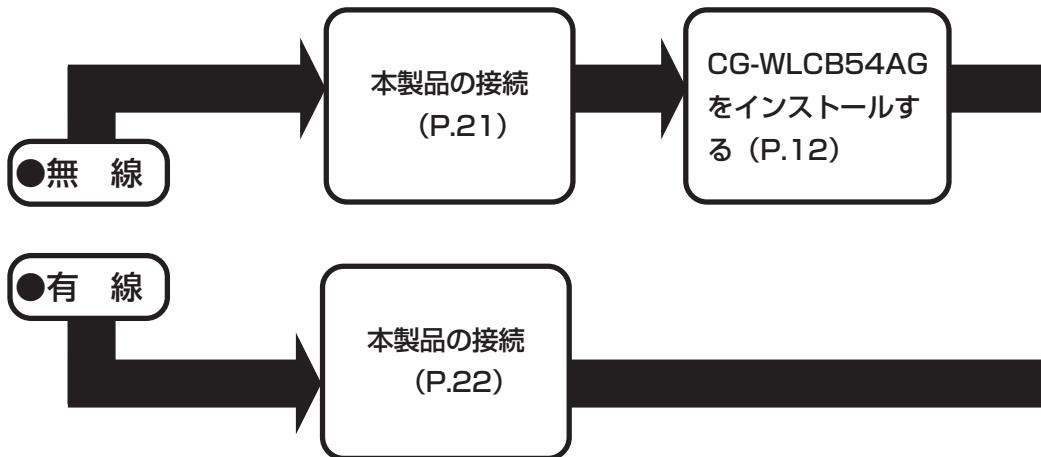 本製品の接続
（P.21）
CG-WLCB54AG
をインストールす
る（P.12）
●無　線
●有　線
本製品の接続
（P.22）